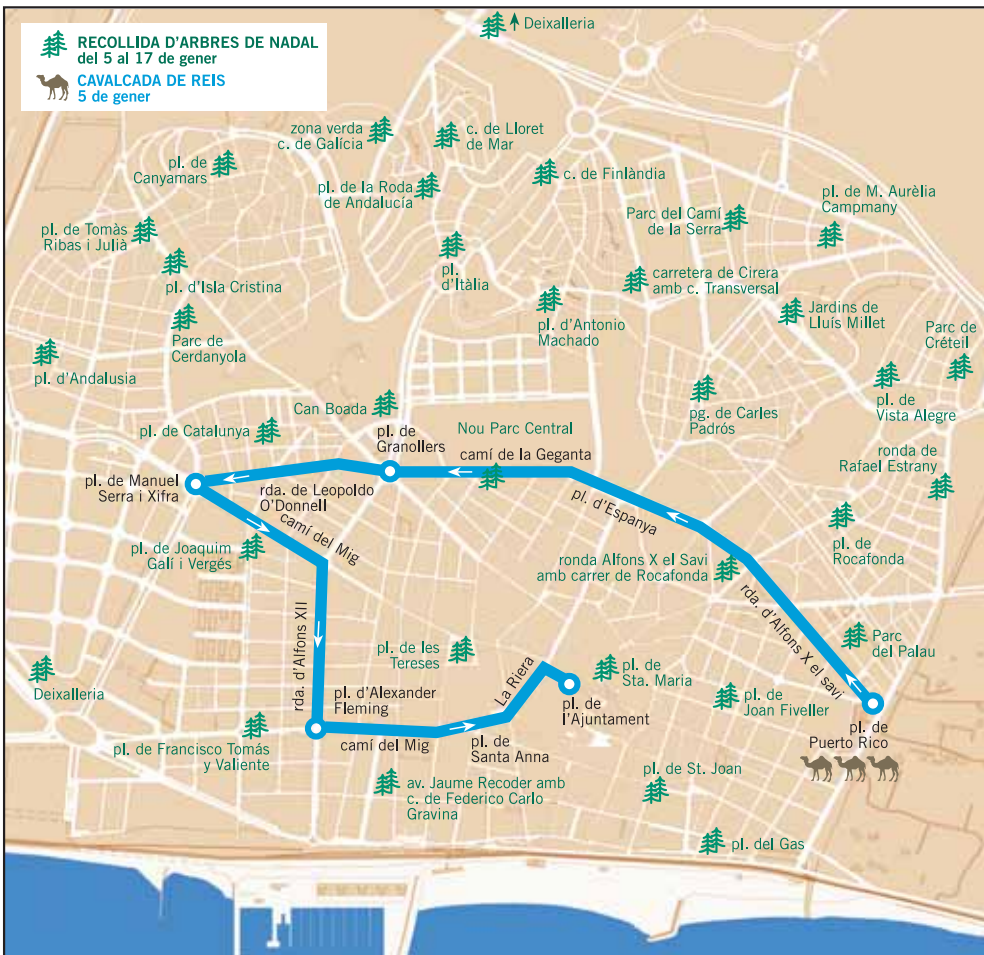 RECOLLIDA D'ARBRES DE NADAL
del 5 al 17 de gener
CAVALCADA DE REIS
5 de gener
Deixalleria
zona verda
c. de Galícia
c. de Lloret
de Mar
pl. de
Canyamars
pl. de la Roda
de Andalucía
c. de Finlàndia
Parc del Camí
de la Serra
pl. de M. Aurèlia
Campmany
pl. de Tomàs
Ribas i Julià
pl. d'Isla Cristina
pl.
d'Itàlia
carretera de Cirera
amb c. Transversal
Parc de
Cerdanyola
pl. d'Antonio
Machado
Jardins de
Lluís Millet
Parc de
Créteil
pl. d'Andalusia
Can Boada
pl. de
Vista Alegre
pg. de Carles
Padrós
pl. de Catalunya
pl. de
Granollers
Nou Parc Central
camí de la Geganta
ronda de
Rafael Estrany
pl. de Manuel
Serra i Xifra
rda. de Leopoldo
O'Donnell
camí del Mig
pl. d'Espanya
pl. de Joaquim
Galí i Vergés
ronda Alfons X el Savi
amb carrer de Rocafonda
pl. de
Rocafonda
rda. d'Alfons XII
rda. d'Alfons X el savi
pl. de les
Tereses
Parc
del Palau
Deixalleria
pl. d'Alexander
Fleming
La Riera
pl. de
l'Ajuntament
pl. de
Sta. Maria
pl. de
Joan Fiveller
pl. de Francisco Tomás
y Valiente
camí del Mig
pl. de
Santa Anna
pl. de
Puerto Rico
av. Jaume Recoder amb
c. de Federico Carlo
Gravina
pl. de St. Joan
pl. del Gas